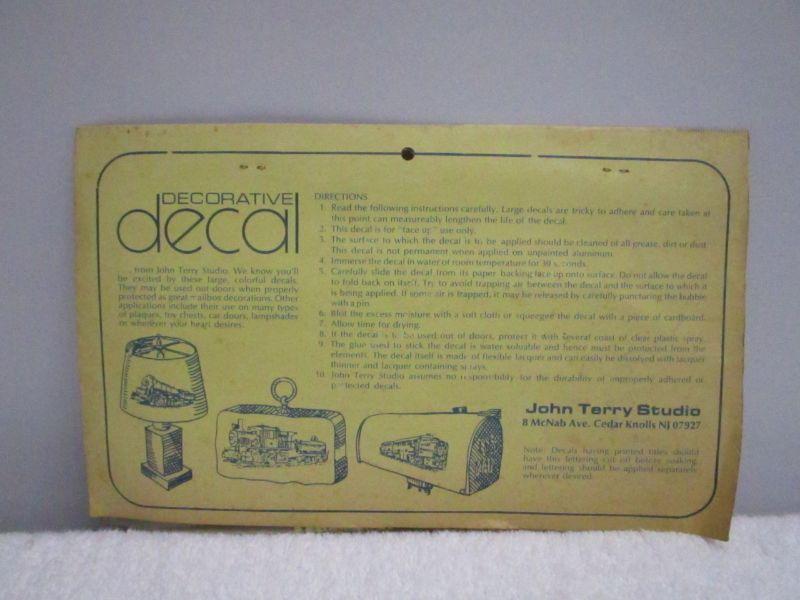 DECORATIVE
decal
... from John Terry Studio. We know you'll
be excited by these large, colorful decals.
They may be used out doors when properly
protected as great mailbox decorations. Other
applications include their use on many types
of plaques, toy chests, car doors, lampshades
or wherever your heart desires.
DIRECTIONS
1. Read the following instructions carefully. Large decals are tricky to adhere and care taken at
this point can measureably lengthen the life of the decal.
2. This decal is for "face up" use only.
3. The surface to which the decal is to be applied should be cleaned of all grease, dirt or dust
This decal is not permanent when applied on unpainted aluminum.
4. Immerse the decal in water of room temperature for 30 seconds.
5. Carefully slide the decal from its paper backing face up onto surface. Do not allow the decal
to fold back on itself. Try to avoid trapping air between the decal and the surface to which it
is being applied. If some air is trapped, it may be released by carefully puncturing the bubble
with a pin.
6. Blot the excess moisture with a soft cloth or squeegee the decal with a piece of cardboard.
7. Allow time for drying.
8. If the decal is to be used out of doors, protect it with several coats of clear plastic spray.
9. The glue used to stick the decal is water soluable and hence must be protected from the
elements. The decal itself is made of flexible lacquer and can easily be dissolved with lacquer
thinner and lacquer containing sprays.
10. John Terry Studio assumes no responsibility for the durability of improperly adhered or
protected decals.
John Terry Studio
8 McNab Ave. Cedar Knolls NJ 07927
Note: Decals having printed titles should
have this lettering cut off before soaking
and lettering should be applied separately
wherever desired.
U.S.
MAIL